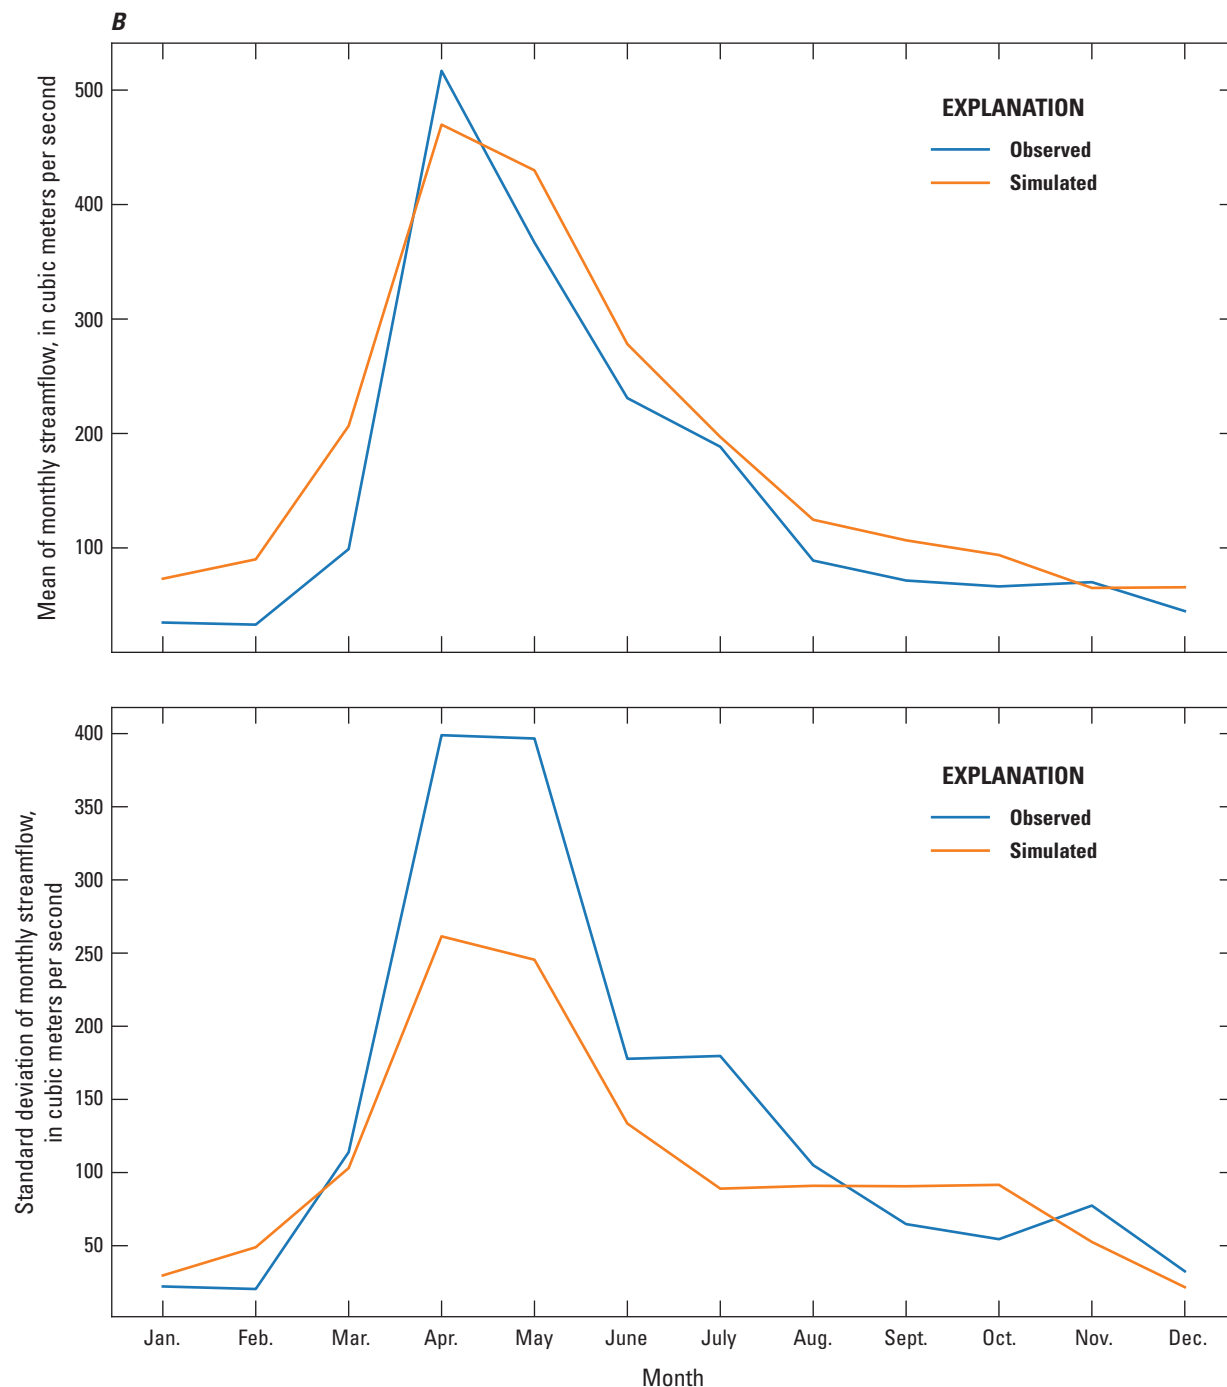 B
Mean of monthly streamflow, in cubic meters per second
500
400
300
200
100
EXPLANATION
Observed
Simulated
Standard deviation of monthly streamflow,
in cubic meters per second
400
350
300
250
200
150
100
50
EXPLANATION
Observed
Simulated
Jan. Feb. Mar. Apr. May June July Aug. Sept. Oct. Nov. Dec.
Month